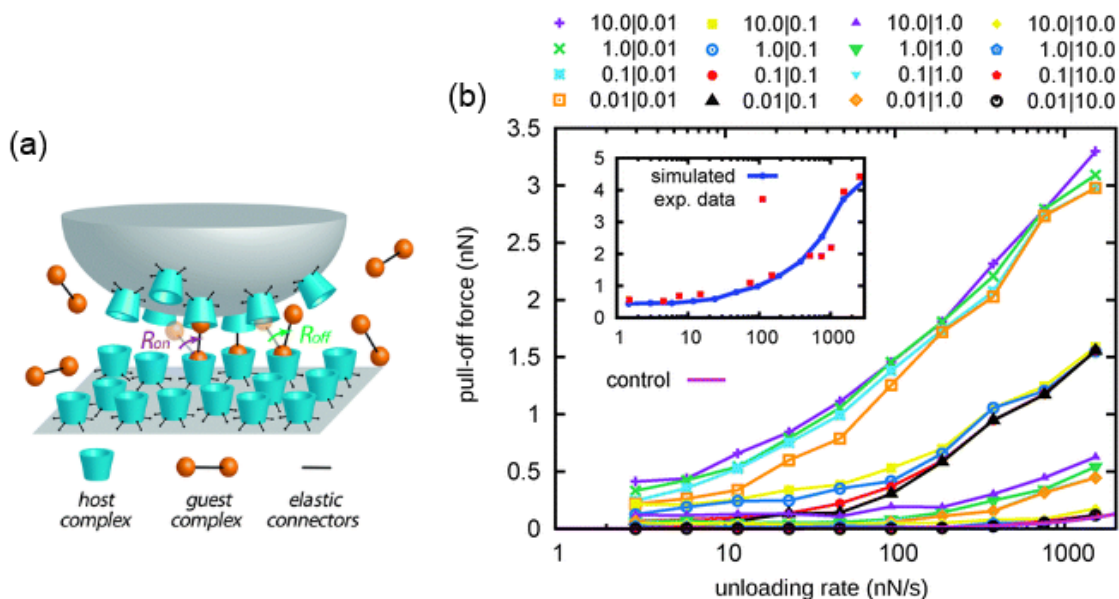 (a)
R_on
R_off
host complex
guest complex
elastic connectors
(b)
10.0|0.01 10.0|0.1 10.0|1.0 10.0|10.0
1.0|0.01 1.0|0.1 1.0|1.0 1.0|10.0
0.1|0.01 0.1|0.1 0.1|1.0 0.1|10.0
0.01|0.01 0.01|0.1 0.01|1.0 0.01|10.0
pull-off force (nN)
3.5
3
2.5
2
1.5
1
0.5
0
5
4
3
2
1
0
simulated
exp. data
1 10 100 1000
control
1 10 100 1000
unloading rate (nN/s)